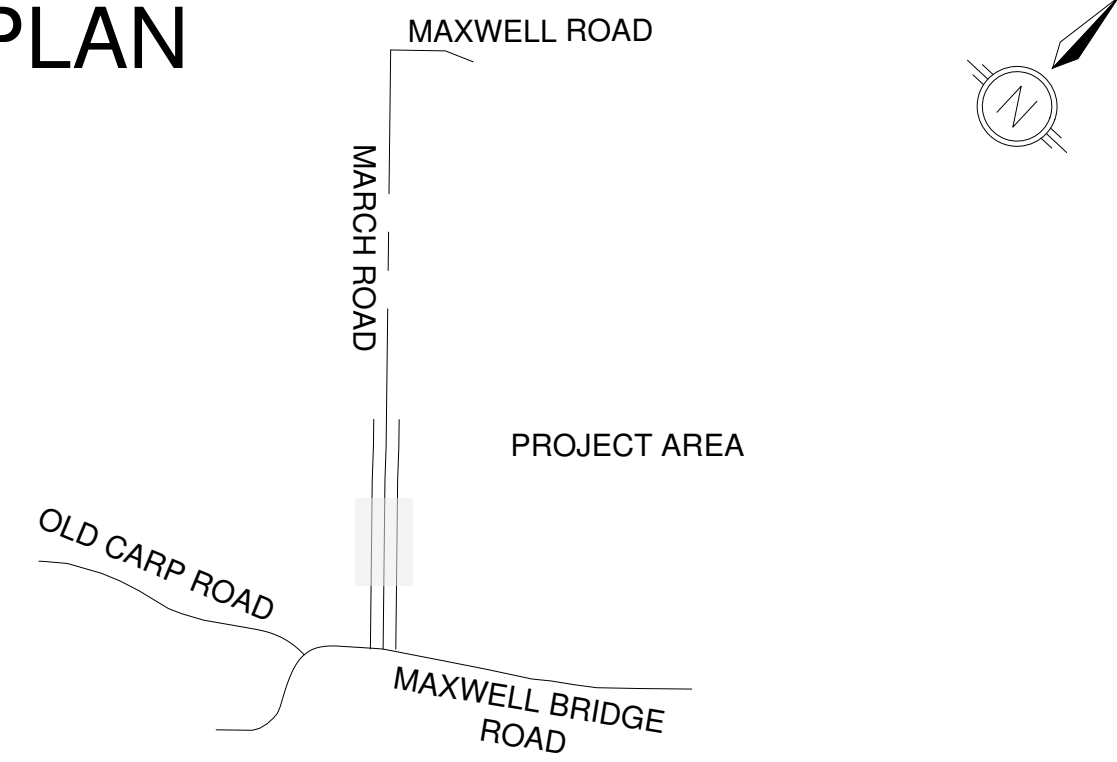 PLAN
MAXWELL ROAD
N
MARCH ROAD
PROJECT AREA
OLD CARP ROAD
MAXWELL BRIDGE
ROAD